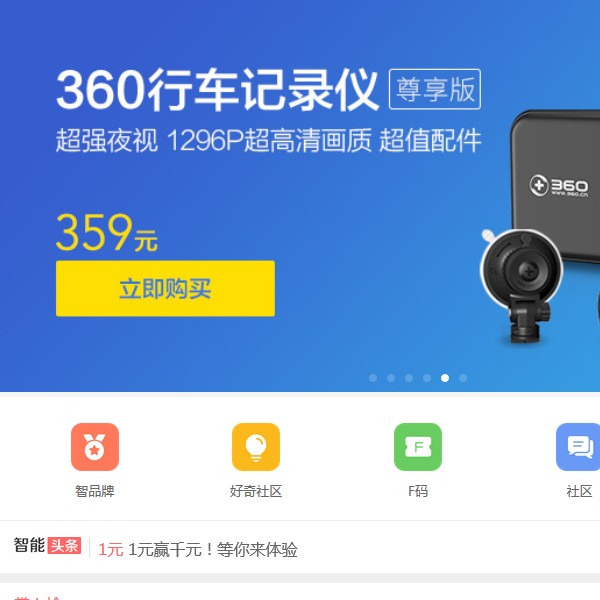 360行车记录仪 尊享版
超强夜视 1296P超高清画质 超值配件
360
www.360.cn
359元
立即购买
F
智品牌 好奇社区 F码 社区
智能 头条 1元 1元赢千元！等你来体验